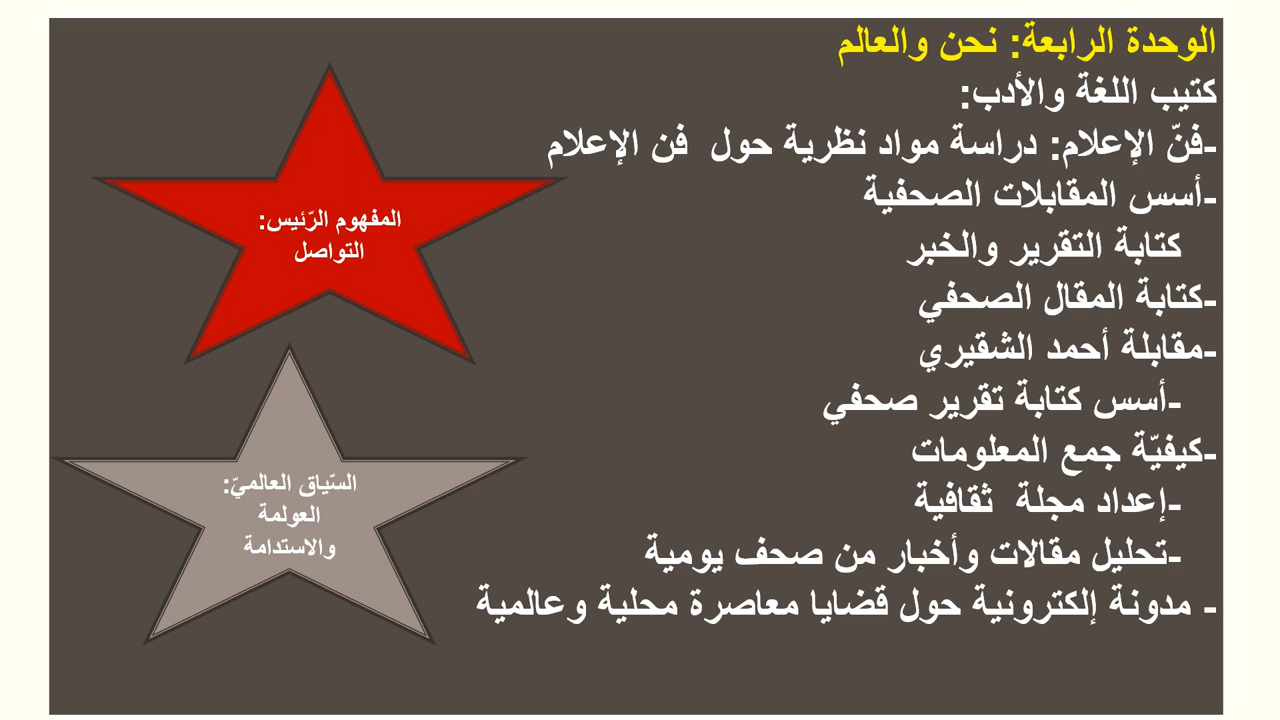 الوحدة الرابعة: نحن والعالم
كتيب اللغة والأدب:
-فنّ الإعلام: دراسة مواد نظرية حول فن الإعلام
-أسس المقابلات الصحفية
كتابة التقرير والخبر
-كتابة المقال الصحفي
-مقابلة أحمد الشقيري
-أسس كتابة تقرير صحفي
-كيفيّة جمع المعلومات
-إعداد مجلة ثقافية
-تحليل مقالات وأخبار من صحف يومية
- مدونة إلكترونية حول قضايا معاصرة محلية وعالمية
المفهوم الرّئيس:
التواصل
السّياق العالميّ:
العولمة
والاستدامة